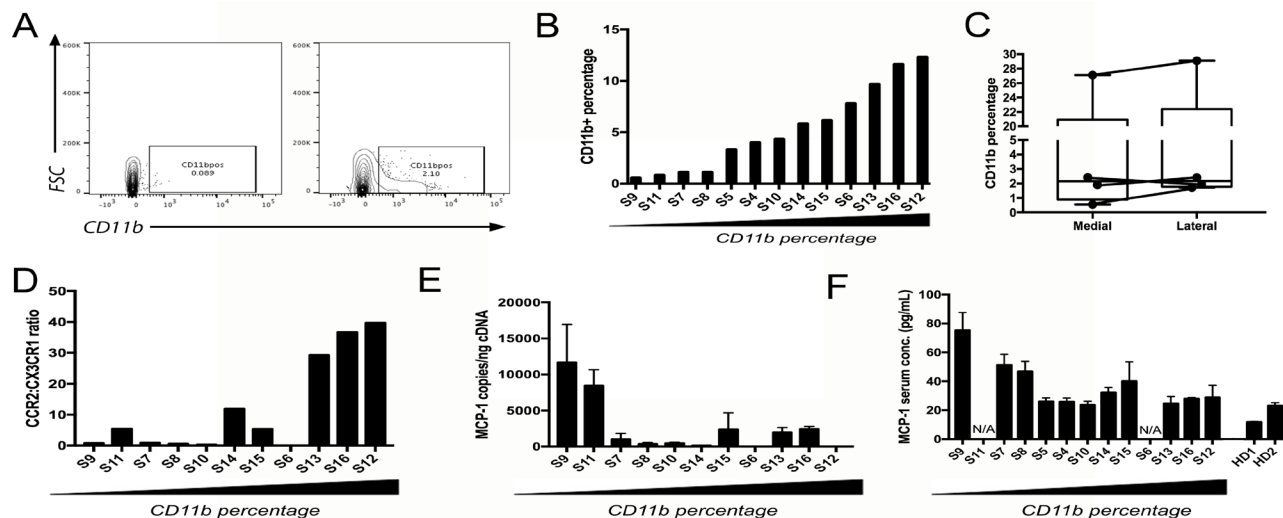 A
600K
400K
200K
0
CD11bpos
0.089
-10³ 0 10³ 10⁴ 10⁵
600K
400K
200K
0
CD11bpos
2.10
-10³ 0 10³ 10⁴ 10⁵
FSC
CD11b
B
CD11b+ percentage
15
10
5
0
S9 S11 S7 S8 S5 S4 S10 S14 S15 S6 S13 S16 S12
CD11b percentage
C
CD11b percentage
30
28
26
24
22
20
5
4
3
2
1
0
Medial Lateral
D
CCR2:CX3CR1 ratio
50
40
30
20
10
0
S9 S11 S7 S8 S10 S14 S15 S6 S13 S16 S12
CD11b percentage
E
MCP-1 copies/ng cDNA
20000
15000
10000
5000
0
S9 S11 S7 S8 S10 S14 S15 S6 S13 S16 S12
CD11b percentage
F
MCP-1 serum conc. (pg/mL)
100
80
60
40
20
0
N/A N/A
S9 S11 S7 S8 S5 S4 S10 S14 S15 S6 S13 S16 S12 HD1 HD2
CD11b percentage